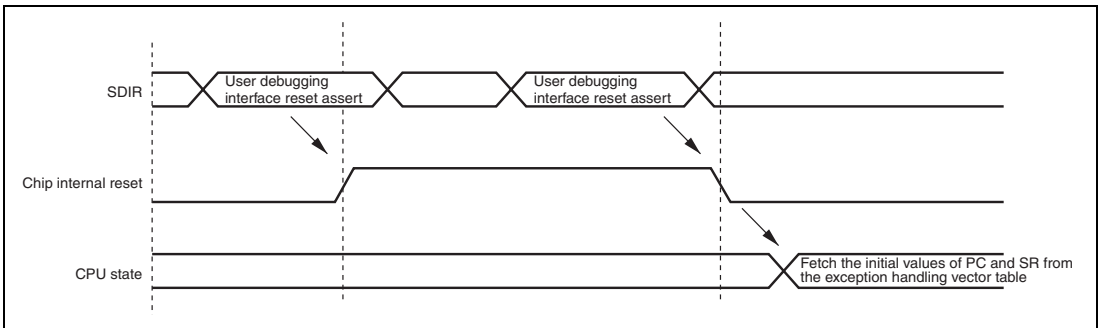 SDIR
User debugging
interface reset assert
User debugging
interface reset assert
Chip internal reset
CPU state
Fetch the initial values of PC and SR from
the exception handling vector table